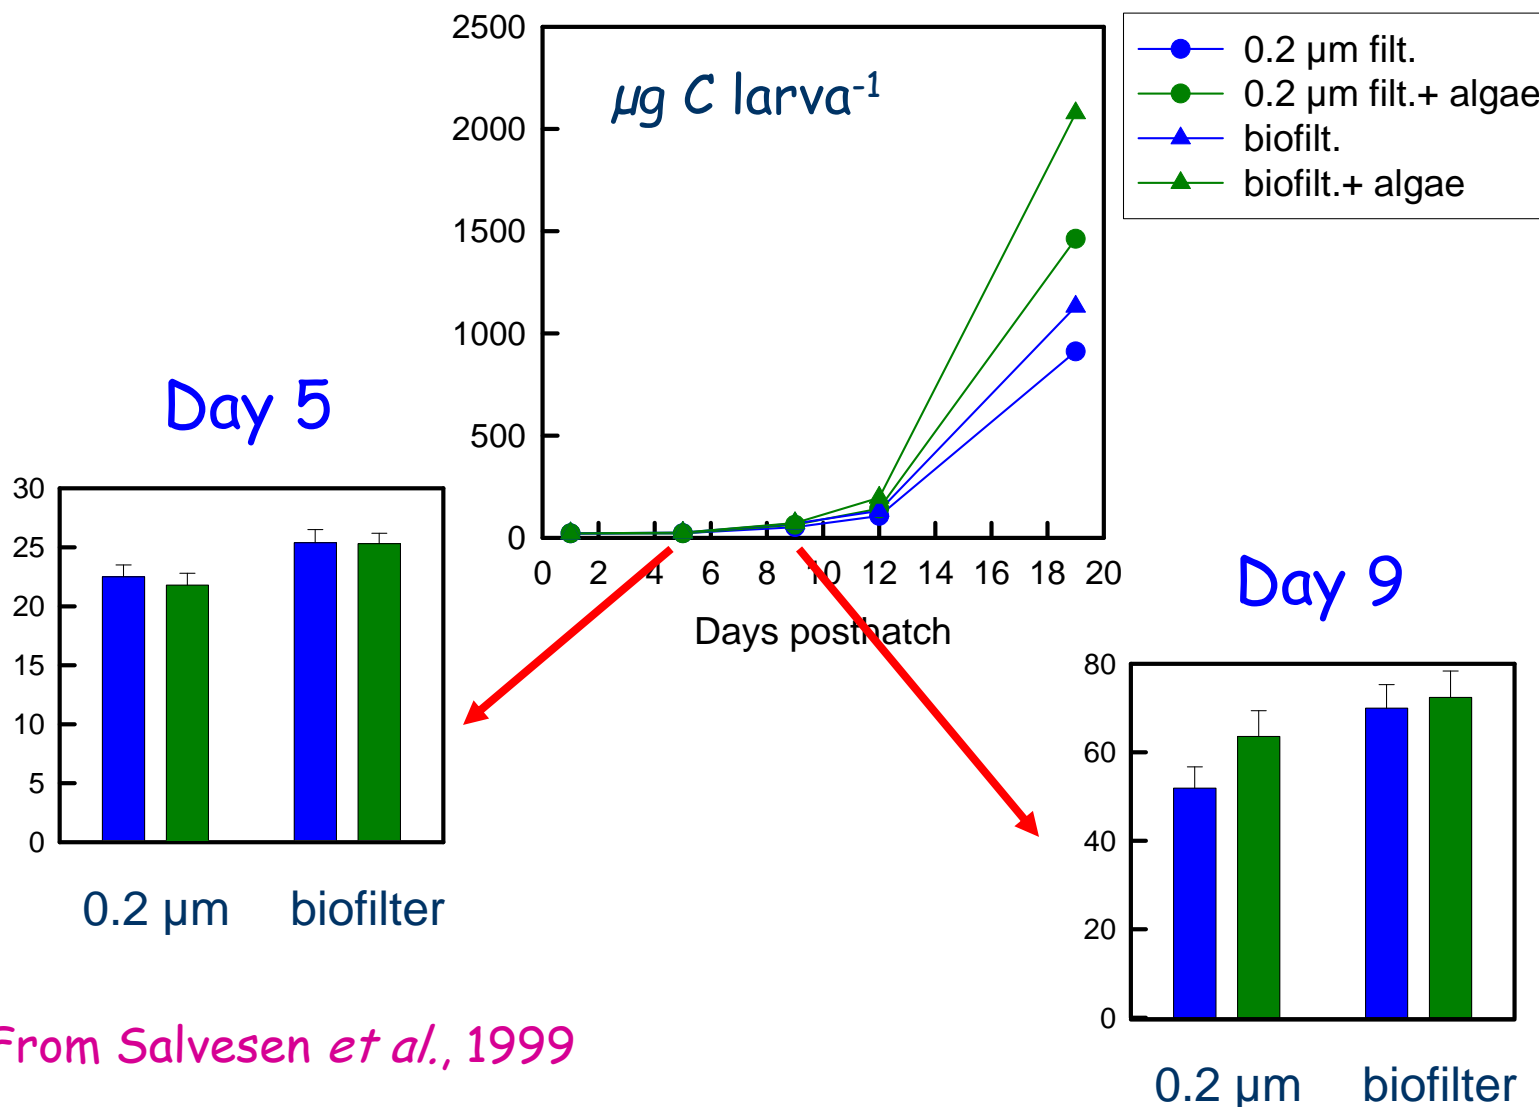 2500
2000
1500
1000
500
0
µg C larva-1
0 2 4 6 8 10 12 14 16 18 20
Days posthatch
0.2 µm filt.
0.2 µm filt.+ algae
biofilt.
biofilt.+ algae
Day 5
30
25
20
15
10
5
0
0.2 µm biofilter
Day 9
80
60
40
20
0
0.2 µm biofilter
From Salvesen et al., 1999